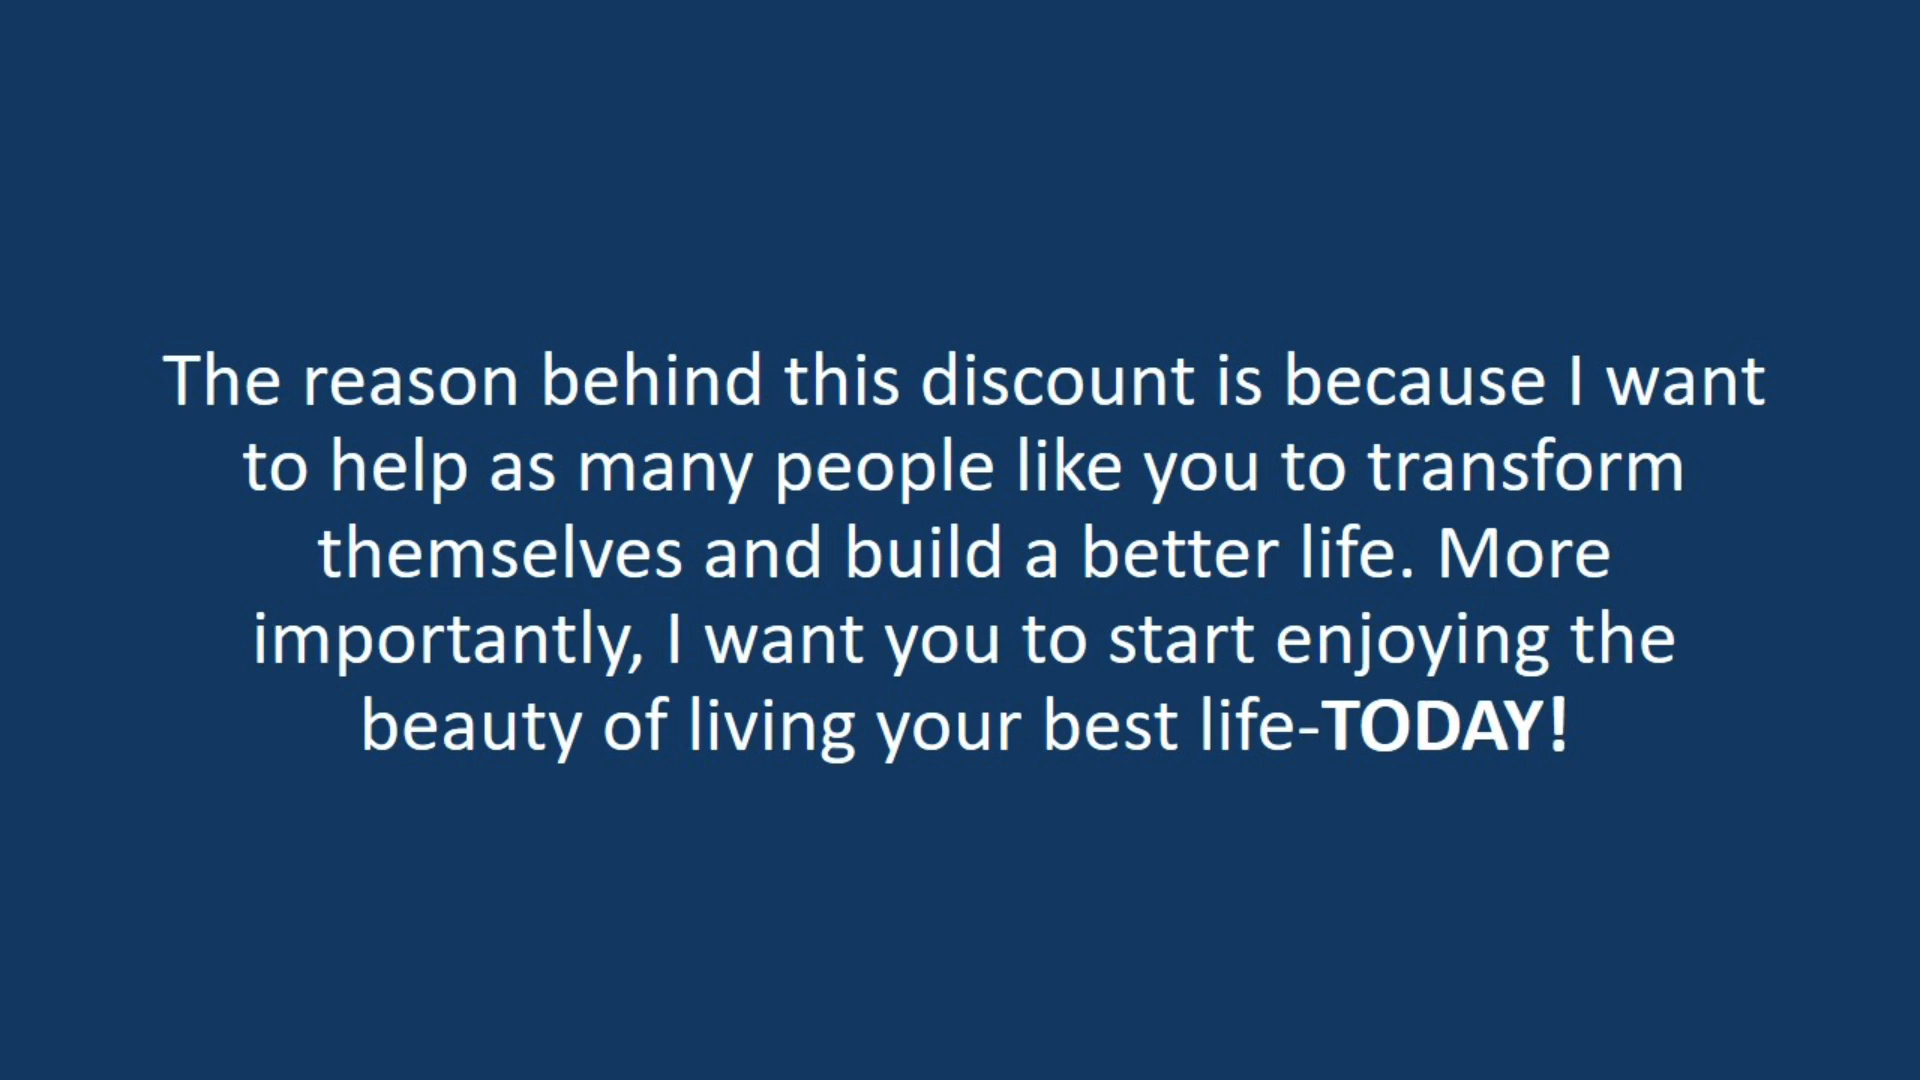 The reason behind this discount is because I want
to help as many people like you to transform
themselves and build a better life. More
importantly, I want you to start enjoying the
beauty of living your best life-TODAY!